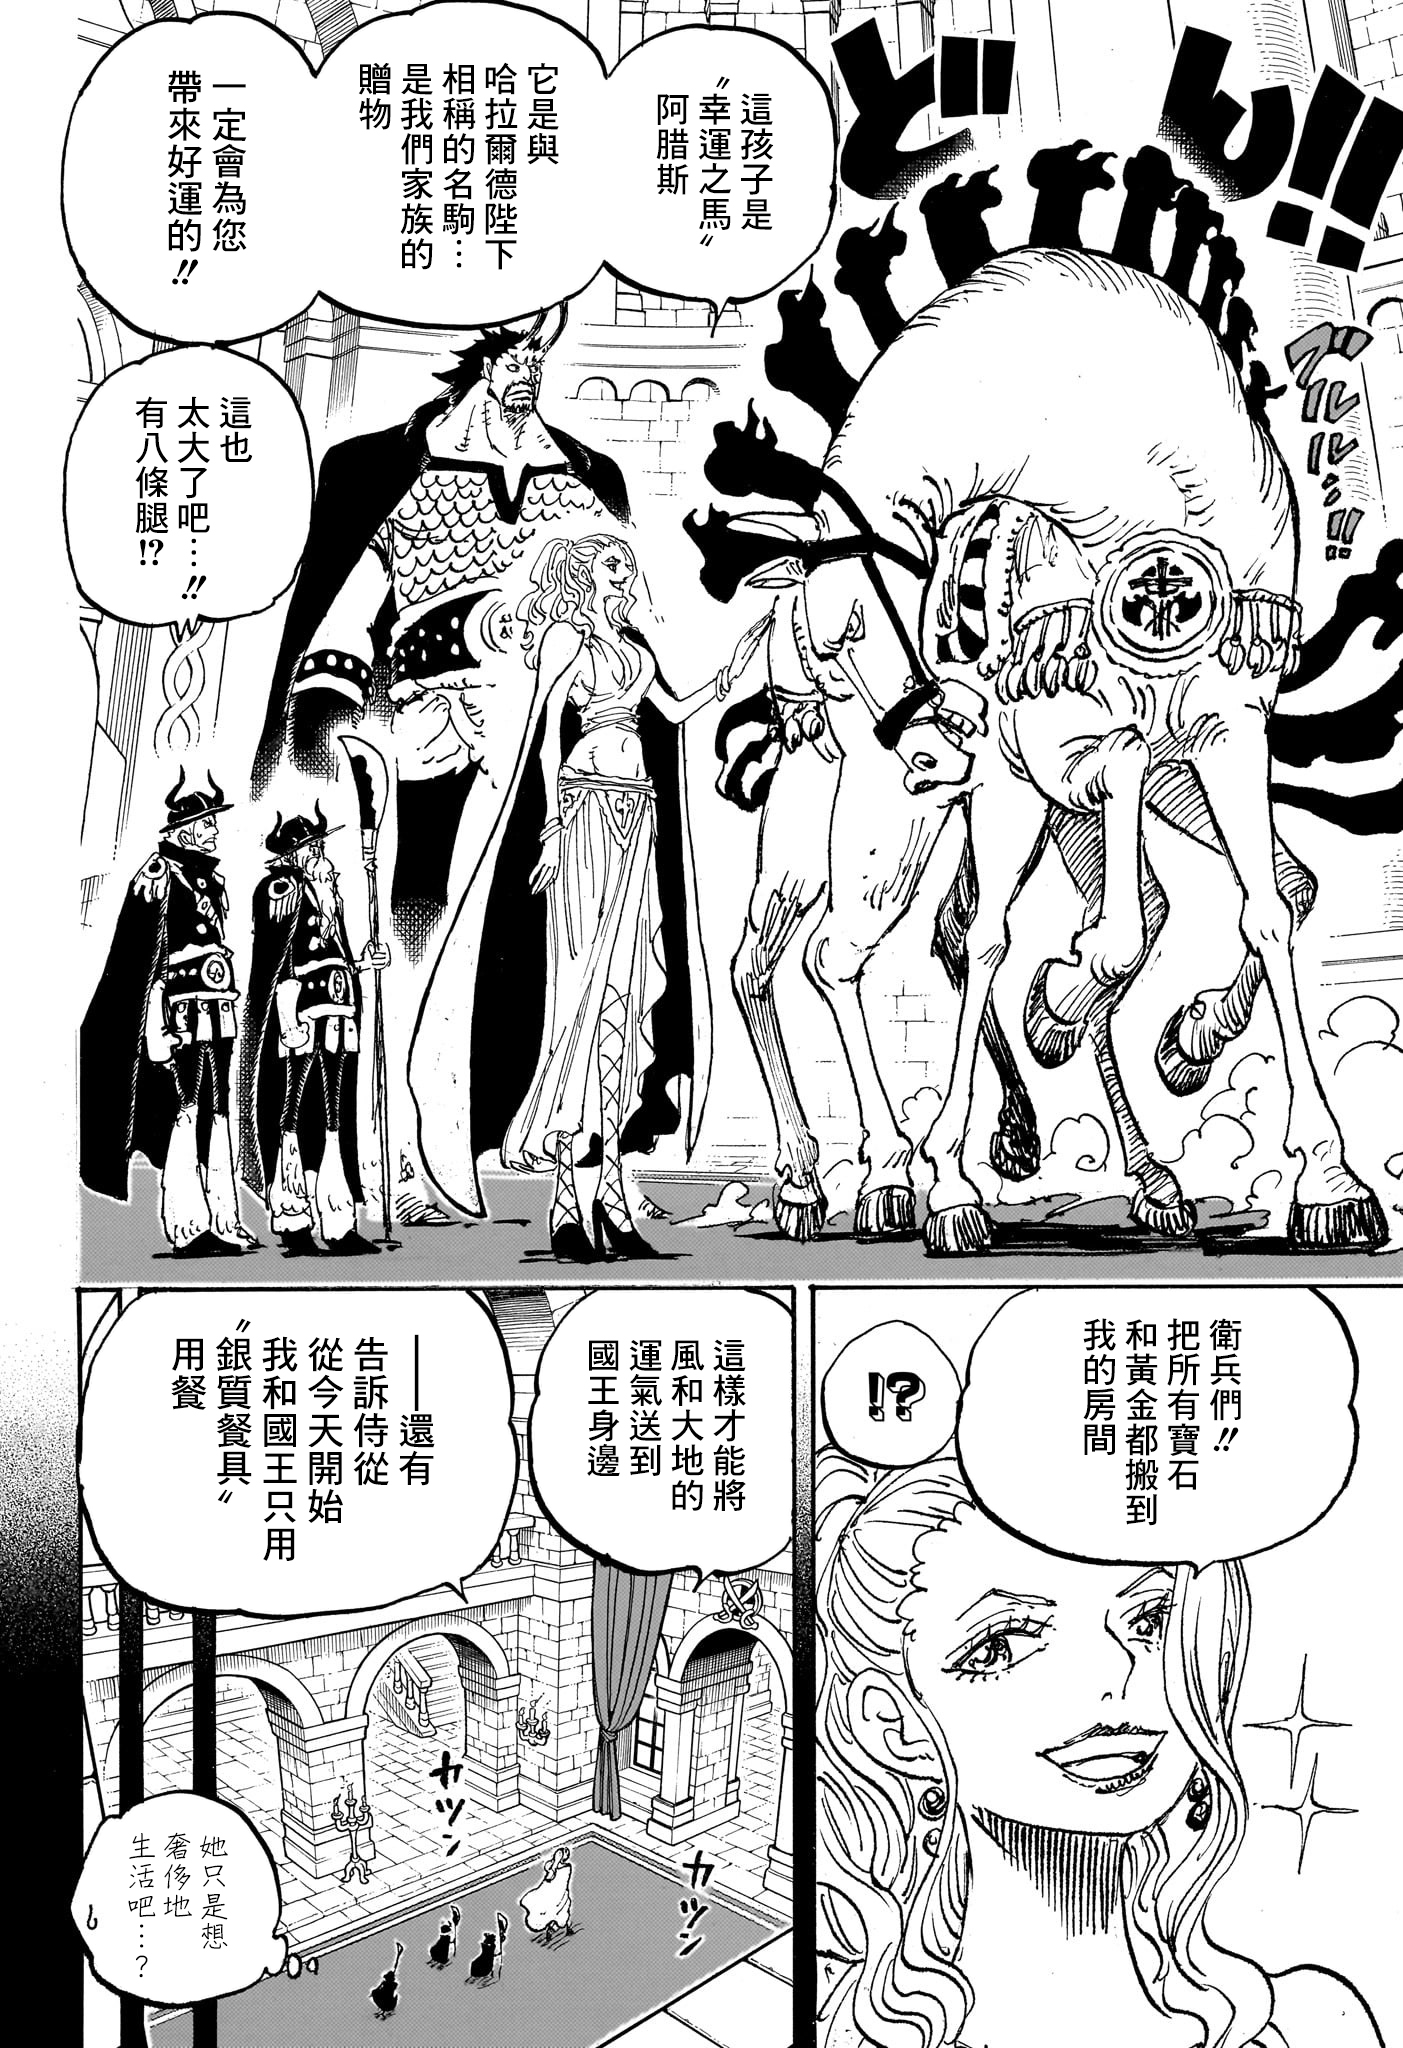 どん!!
ブルルル…!!
這孩子是
〝幸運之馬〞
阿腊斯
它是與
哈拉爾德陛下
相稱的名駒…
是我們家族的
贈物
一定會為您
帶來好運的!!
這也
太大了吧…!!
有八條腿!?
衛兵們!!
把所有寶石
和黃金都搬到
我的房間
!?
這樣才能將
風和大地的
運氣送到
國王身邊
——還有
告訴侍從
從今天開始
我和國王只用
〝銀質餐具〞
用餐
カツン
カツン
她只是想
奢侈地
生活吧…?